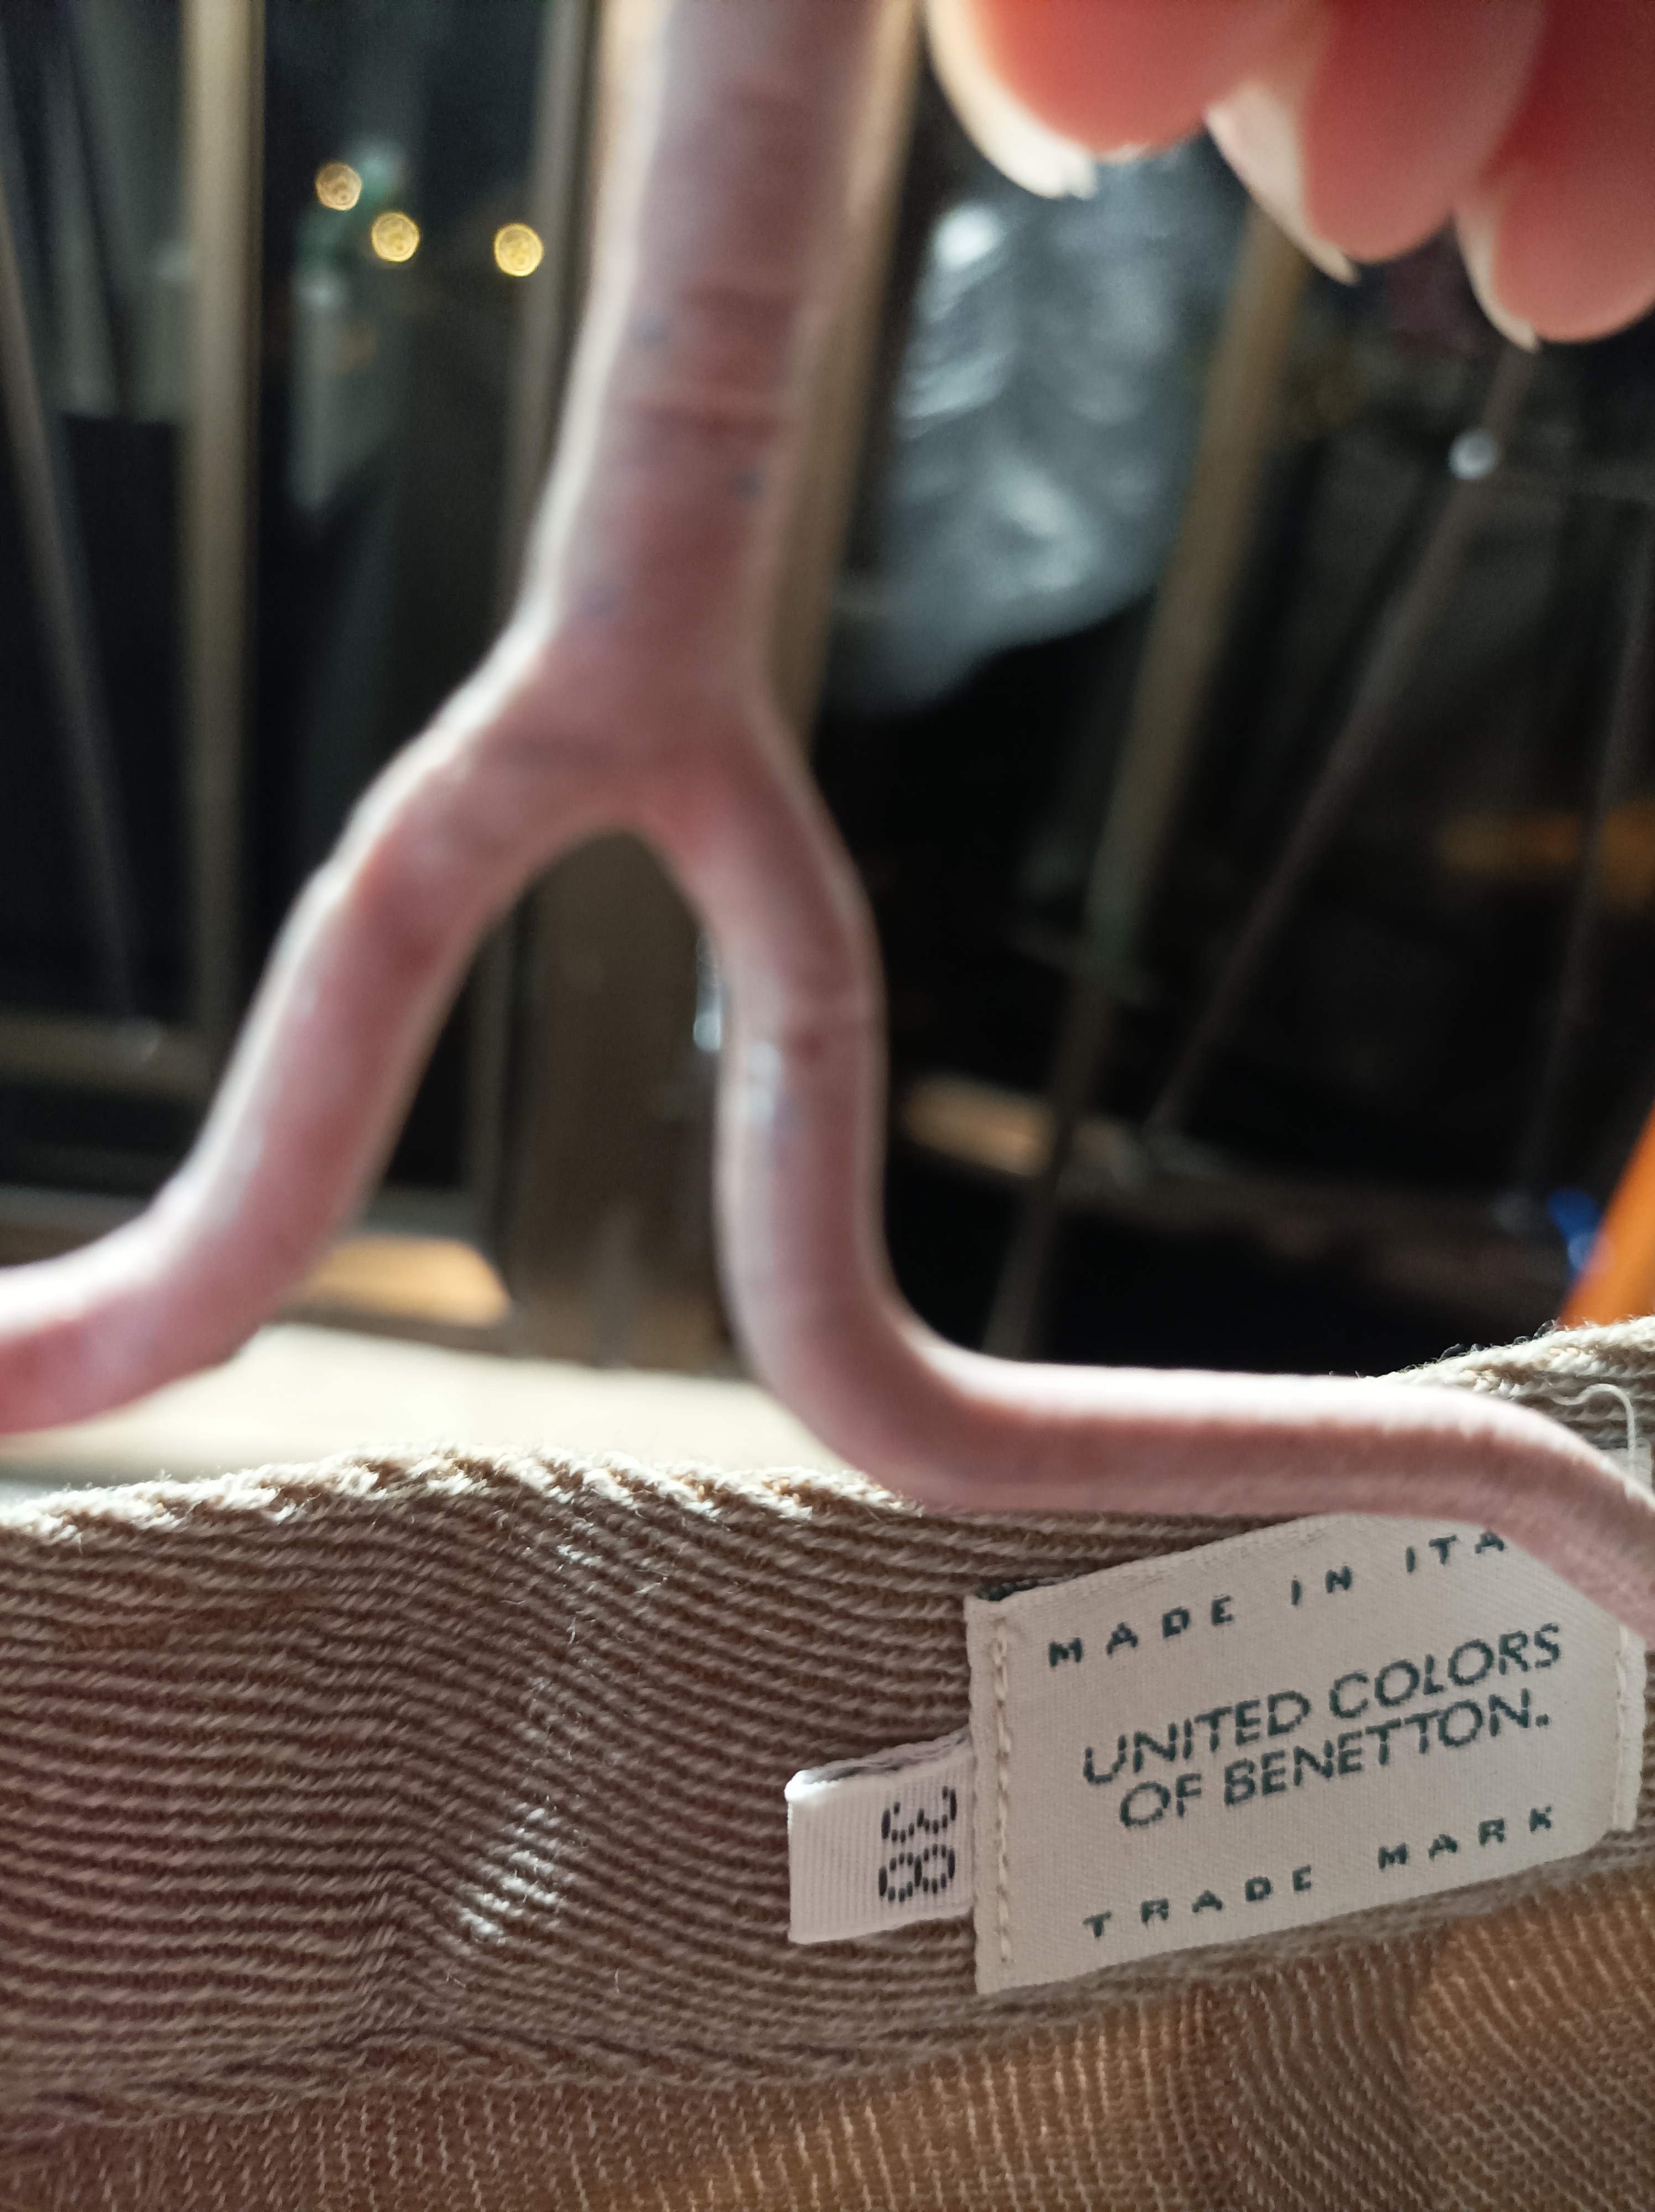 MADE IN ITA
UNITED COLORS
OF BENETTON.
TRADE MARK
38